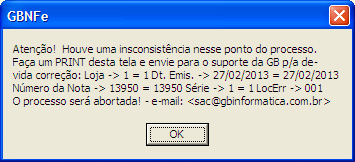 GBNFe
Atenção! Houve uma insconsistência nesse ponto do processo.
Faça um PRINT desta tela e envie para o suporte da GB p/a de-
vida correção: Loja -> 1 = 1 Dt. Emis. -> 27/02/2013 = 27/02/2013
Número da Nota -> 13950 = 13950 Série -> 1 = 1 LocErr -> 001
O processo será abortada! - e-mail: <sac@gbinformatica.com.br>
OK